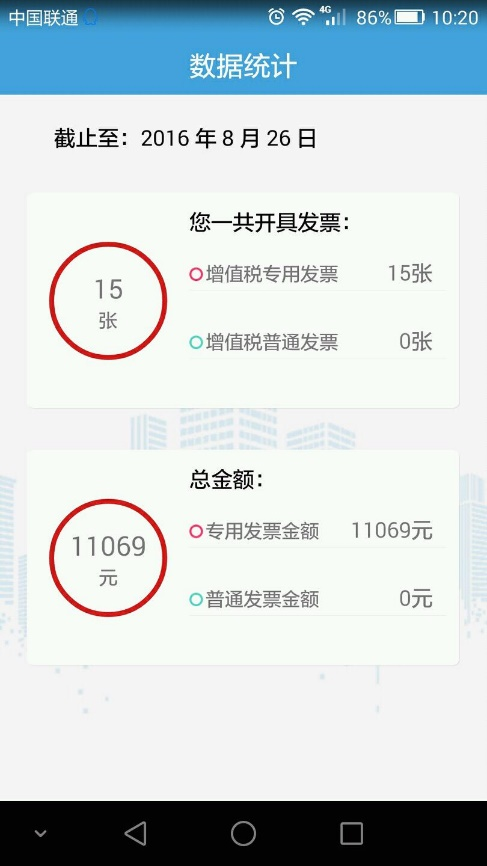 中国联通 4G 86% 10:20
数据统计
截止至：2016 年 8 月 26 日
您一共开具发票：
15
张
增值税专用发票 15张
增值税普通发票 0张
总金额：
11069
元
专用发票金额 11069元
普通发票金额 0元